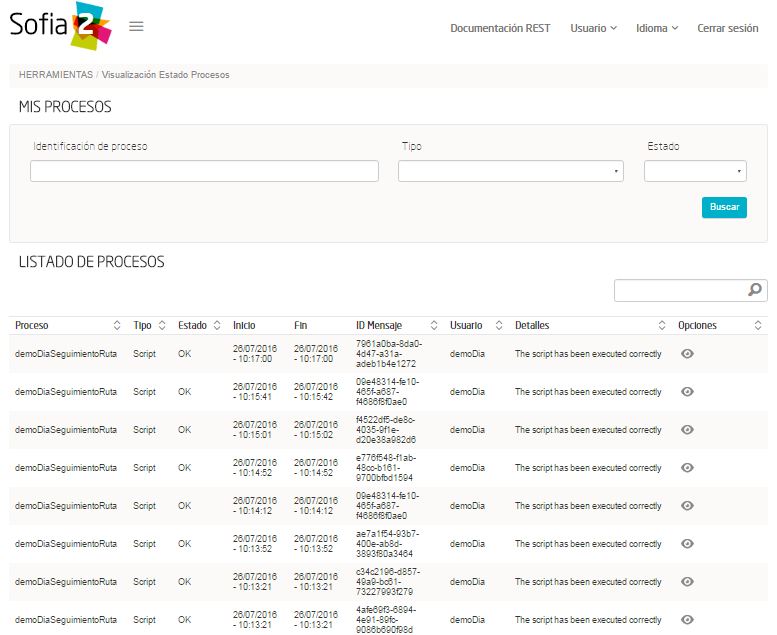 Sofia 2
Documentación REST Usuario Idioma Cerrar sesión
HERRAMIENTAS / Visualización Estado Procesos
MIS PROCESOS
Identificación de proceso Tipo Estado
Buscar
LISTADO DE PROCESOS
Proceso Tipo Estado Inicio Fin ID Mensaje Usuario Detalles Opciones
demoDiaSeguimientoRuta Script OK 26/07/2016 - 10:17:00 26/07/2016 - 10:17:00 7961a0ba-8da0-4d47-a31a-adeb1b4e1272 demoDia The script has been executed correctly
demoDiaSeguimientoRuta Script OK 26/07/2016 - 10:15:41 26/07/2016 - 10:15:42 09e48314-fe10-465f-a687-f4686f8f0ae0 demoDia The script has been executed correctly
demoDiaSeguimientoRuta Script OK 26/07/2016 - 10:15:01 26/07/2016 - 10:15:02 f4522df5-de8c-4035-9f1e-d20e38a982d6 demoDia The script has been executed correctly
demoDiaSeguimientoRuta Script OK 26/07/2016 - 10:14:52 26/07/2016 - 10:14:52 e776f548-f1ab-48cc-b161-9700bfbd1594 demoDia The script has been executed correctly
demoDiaSeguimientoRuta Script OK 26/07/2016 - 10:14:12 26/07/2016 - 10:14:12 09e48314-fe10-465f-a687-f4686f8f0ae0 demoDia The script has been executed correctly
demoDiaSeguimientoRuta Script OK 26/07/2016 - 10:13:52 26/07/2016 - 10:13:52 ae7a1f54-93b7-400e-ab8d-3893f80a3464 demoDia The script has been executed correctly
demoDiaSeguimientoRuta Script OK 26/07/2016 - 10:13:21 26/07/2016 - 10:13:21 c34c2196-d857-49a9-bc61-73227993f279 demoDia The script has been executed correctly
demoDiaSeguimientoRuta Script OK 26/07/2016 - 10:13:21 26/07/2016 - 10:13:21 4afe69f3-6894-4e91-89fc-9086b690f98d demoDia The script has been executed correctly